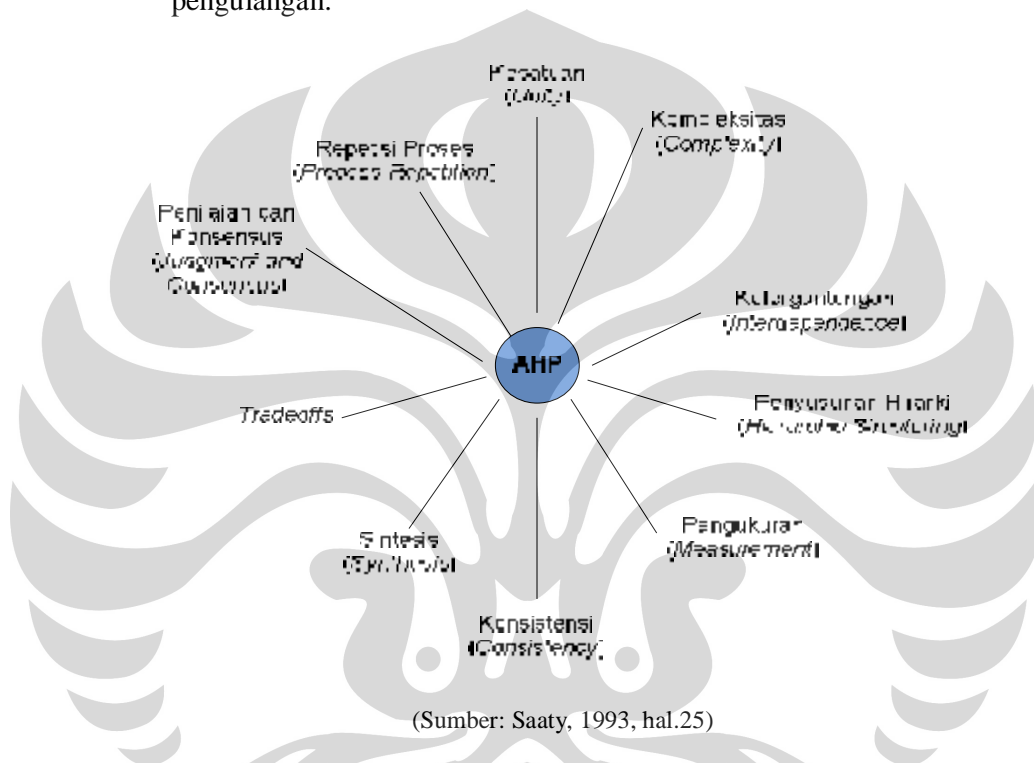 pengulangan.
Kesatuan
(Unity)
Kompleksitas
(Complexity)
Repetisi Proses
(Process Repetition)
Penilaian dan
Konsensus
(Judgment and
Consensus)
Ketergantungan
(Interdependence)
AHP
Tradeoffs
Penyusunan Hirarki
(Hierarchic Structuring)
Pengukuran
(Measurement)
Sintesis
(Synthesis)
Konsistensi
(Consistency)
(Sumber: Saaty, 1993, hal.25)